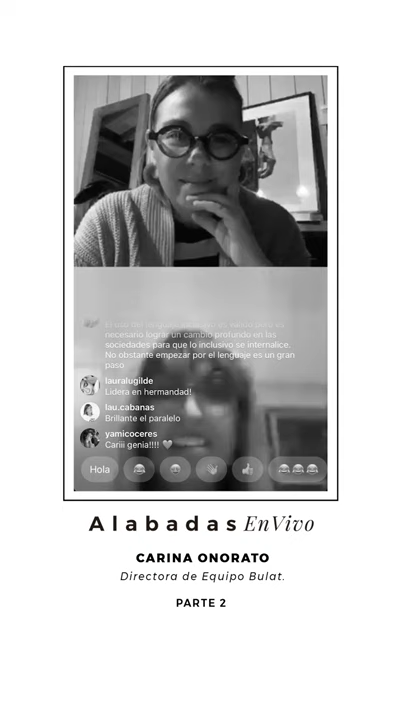 necesario lograr un cambio profundo en las
sociedades para que lo inclusivo se internalice.
No obstante empezar por el lenguaje es un gran
paso
lauralugilde
Lidera en hermandad!
lau.cabanas
Brillante el paralelo
yamicoceres
Cariii genia!!!! 🩶
Hola
Alabadas EnVivo
CARINA ONORATO
Directora de Equipo Bulat.
PARTE 2